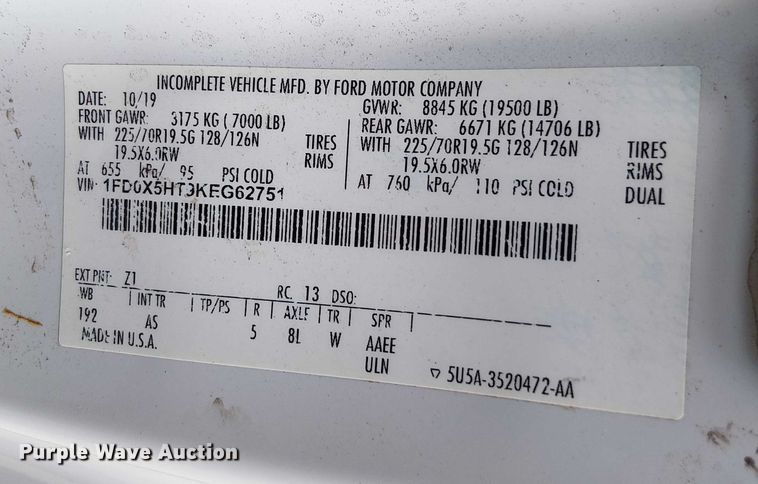 INCOMPLETE VEHICLE MFD. BY FORD MOTOR COMPANY
DATE: 10/19
GVWR: 8845 KG (19500 LB)
FRONT GAWR: 3175 KG ( 7000 LB)
REAR GAWR: 6671 KG (14706 LB)
WITH 225/70R19.5G 128/126N TIRES
WITH 225/70R19.5G 128/126N TIRES
19.5X6.0RW RIMS
19.5X6.0RW RIMS
AT 655 kPa/ 95 PSI COLD
AT 760 kPa/ 110 PSI COLD DUAL
VIN: 1FD0X5HT3KEG62751
EXT PNT: Z1 RC: 13 DSO:
WB INT TR TP/PS R AXLE TR SPR
192 AS 5 8L W AAEE
MADE IN U.S.A. ULN
5U5A-3520472-AA
Purple Wave Auction